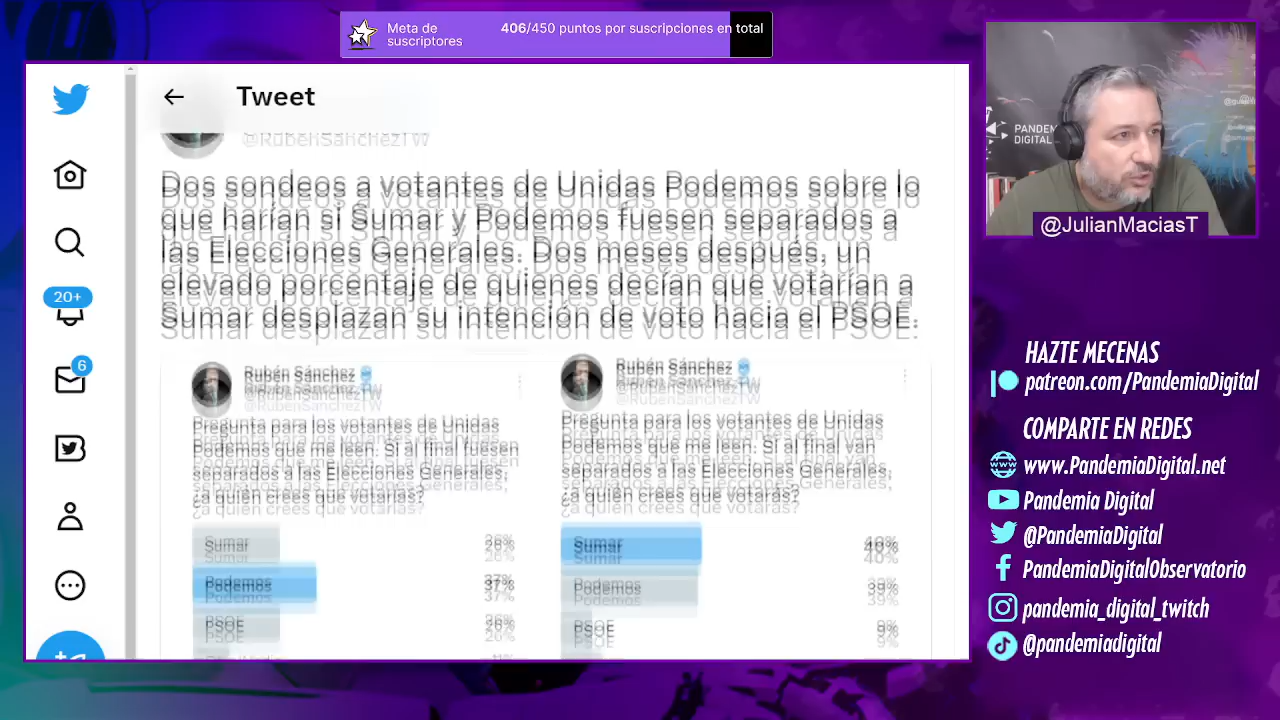 Meta de
suscriptores
406/450 puntos por suscripciones en total
Tweet
@RubenSanchezTW
Dos sondeos a votantes de Unidas Podemos sobre lo
que harían si Sumar y Podemos fuesen separados a
las Elecciones Generales. Dos meses después, un
elevado porcentaje de quienes decían que votarían a
Sumar desplazan su intención de voto hacia el PSOE.
Rubén Sánchez
@RubenSanchezTW
Pregunta para los votantes de Unidas
Podemos que me leen: Si al final fuesen
separados a las Elecciones Generales,
¿a quién crees que votarías?
Sumar 26%
Podemos 37%
PSOE 26%
11%
Rubén Sánchez
@RubenSanchezTW
Pregunta para los votantes de Unidas
Podemos que me leen: Si al final van
separados a las Elecciones Generales,
¿a quién crees que votarás?
Sumar 40%
Podemos 39%
PSOE 9%
20+
6
PANDEM
DIGITAL
@JulianMaciasT
HAZTE MECENAS
patreon.com/PandemiaDigital
COMPARTE EN REDES
www.PandemiaDigital.net
Pandemia Digital
@PandemiaDigital
PandemiaDigitalObservatorio
pandemia_digital_twitch
@pandemiadigital